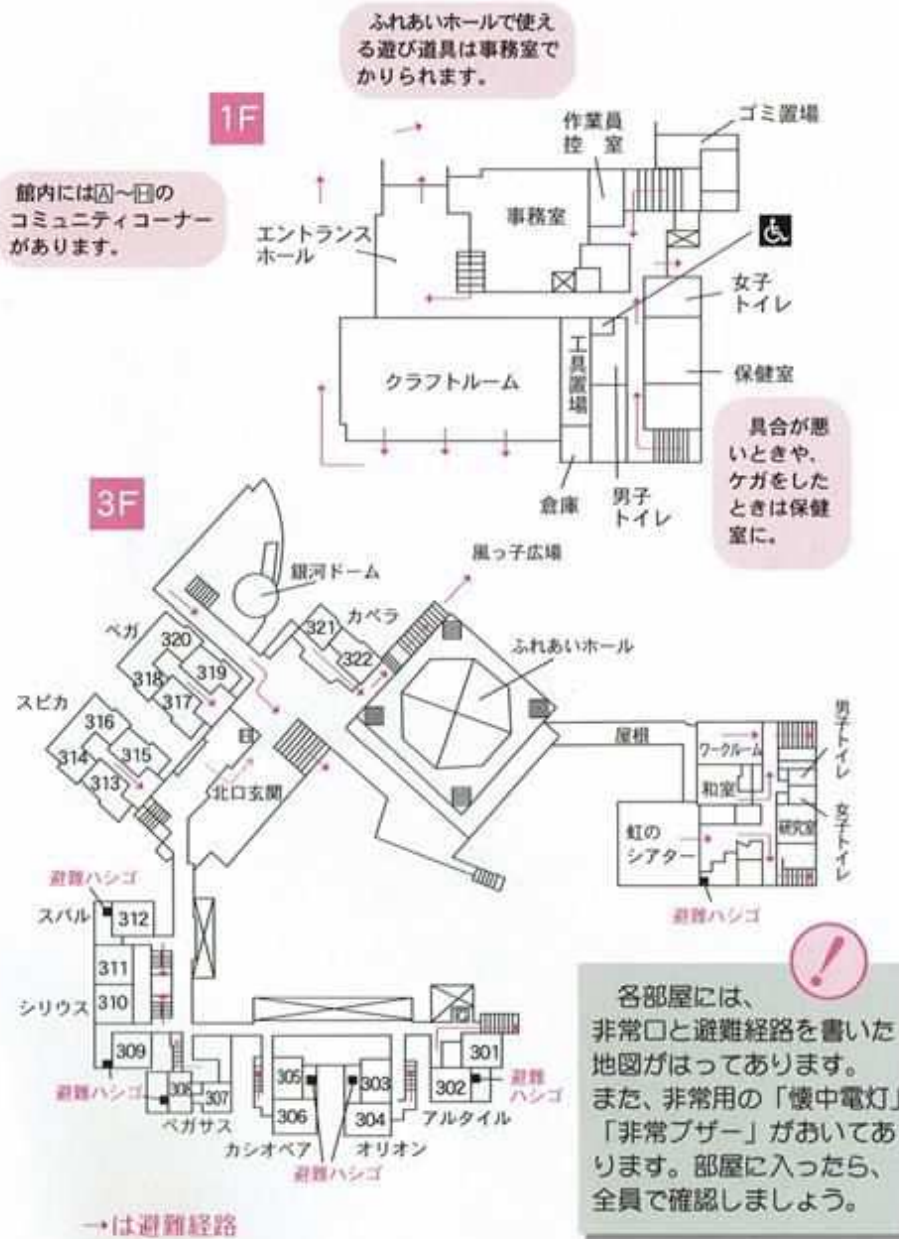 ふれあいホールで使え
る遊び道具は事務室で
かりられます。
1F
館内にはA～Hの
コミュニティコーナー
があります。
作業員
控 室
ゴミ置場
事務室
エントランス
ホール
女子
トイレ
クラフトルーム
工具置場
保健室
具合が悪
いときや、
ケガをした
ときは保健
室に。
倉庫
男子
トイレ
3F
風っ子広場
銀河ドーム
カペラ
321
322
ふれあいホール
ベガ
320
319
318
317
スピカ
316
315
314
313
北口玄関
屋根
ワークルーム
和室
男子トイレ
女子トイレ
研究室
虹の
シアター
避難ハシゴ
避難ハシゴ
スバル
312
311
シリウス
310
309
避難ハシゴ
308
307
ペガサス
305
306
カシオペア
303
304
オリオン
避難ハシゴ
301
302
アルタイル
避難
ハシゴ
!
各部屋には、
非常口と避難経路を書いた
地図がはってあります。
また、非常用の「懐中電灯」
「非常ブザー」がおいてあ
ります。部屋に入ったら、
全員で確認しましょう。
→は避難経路